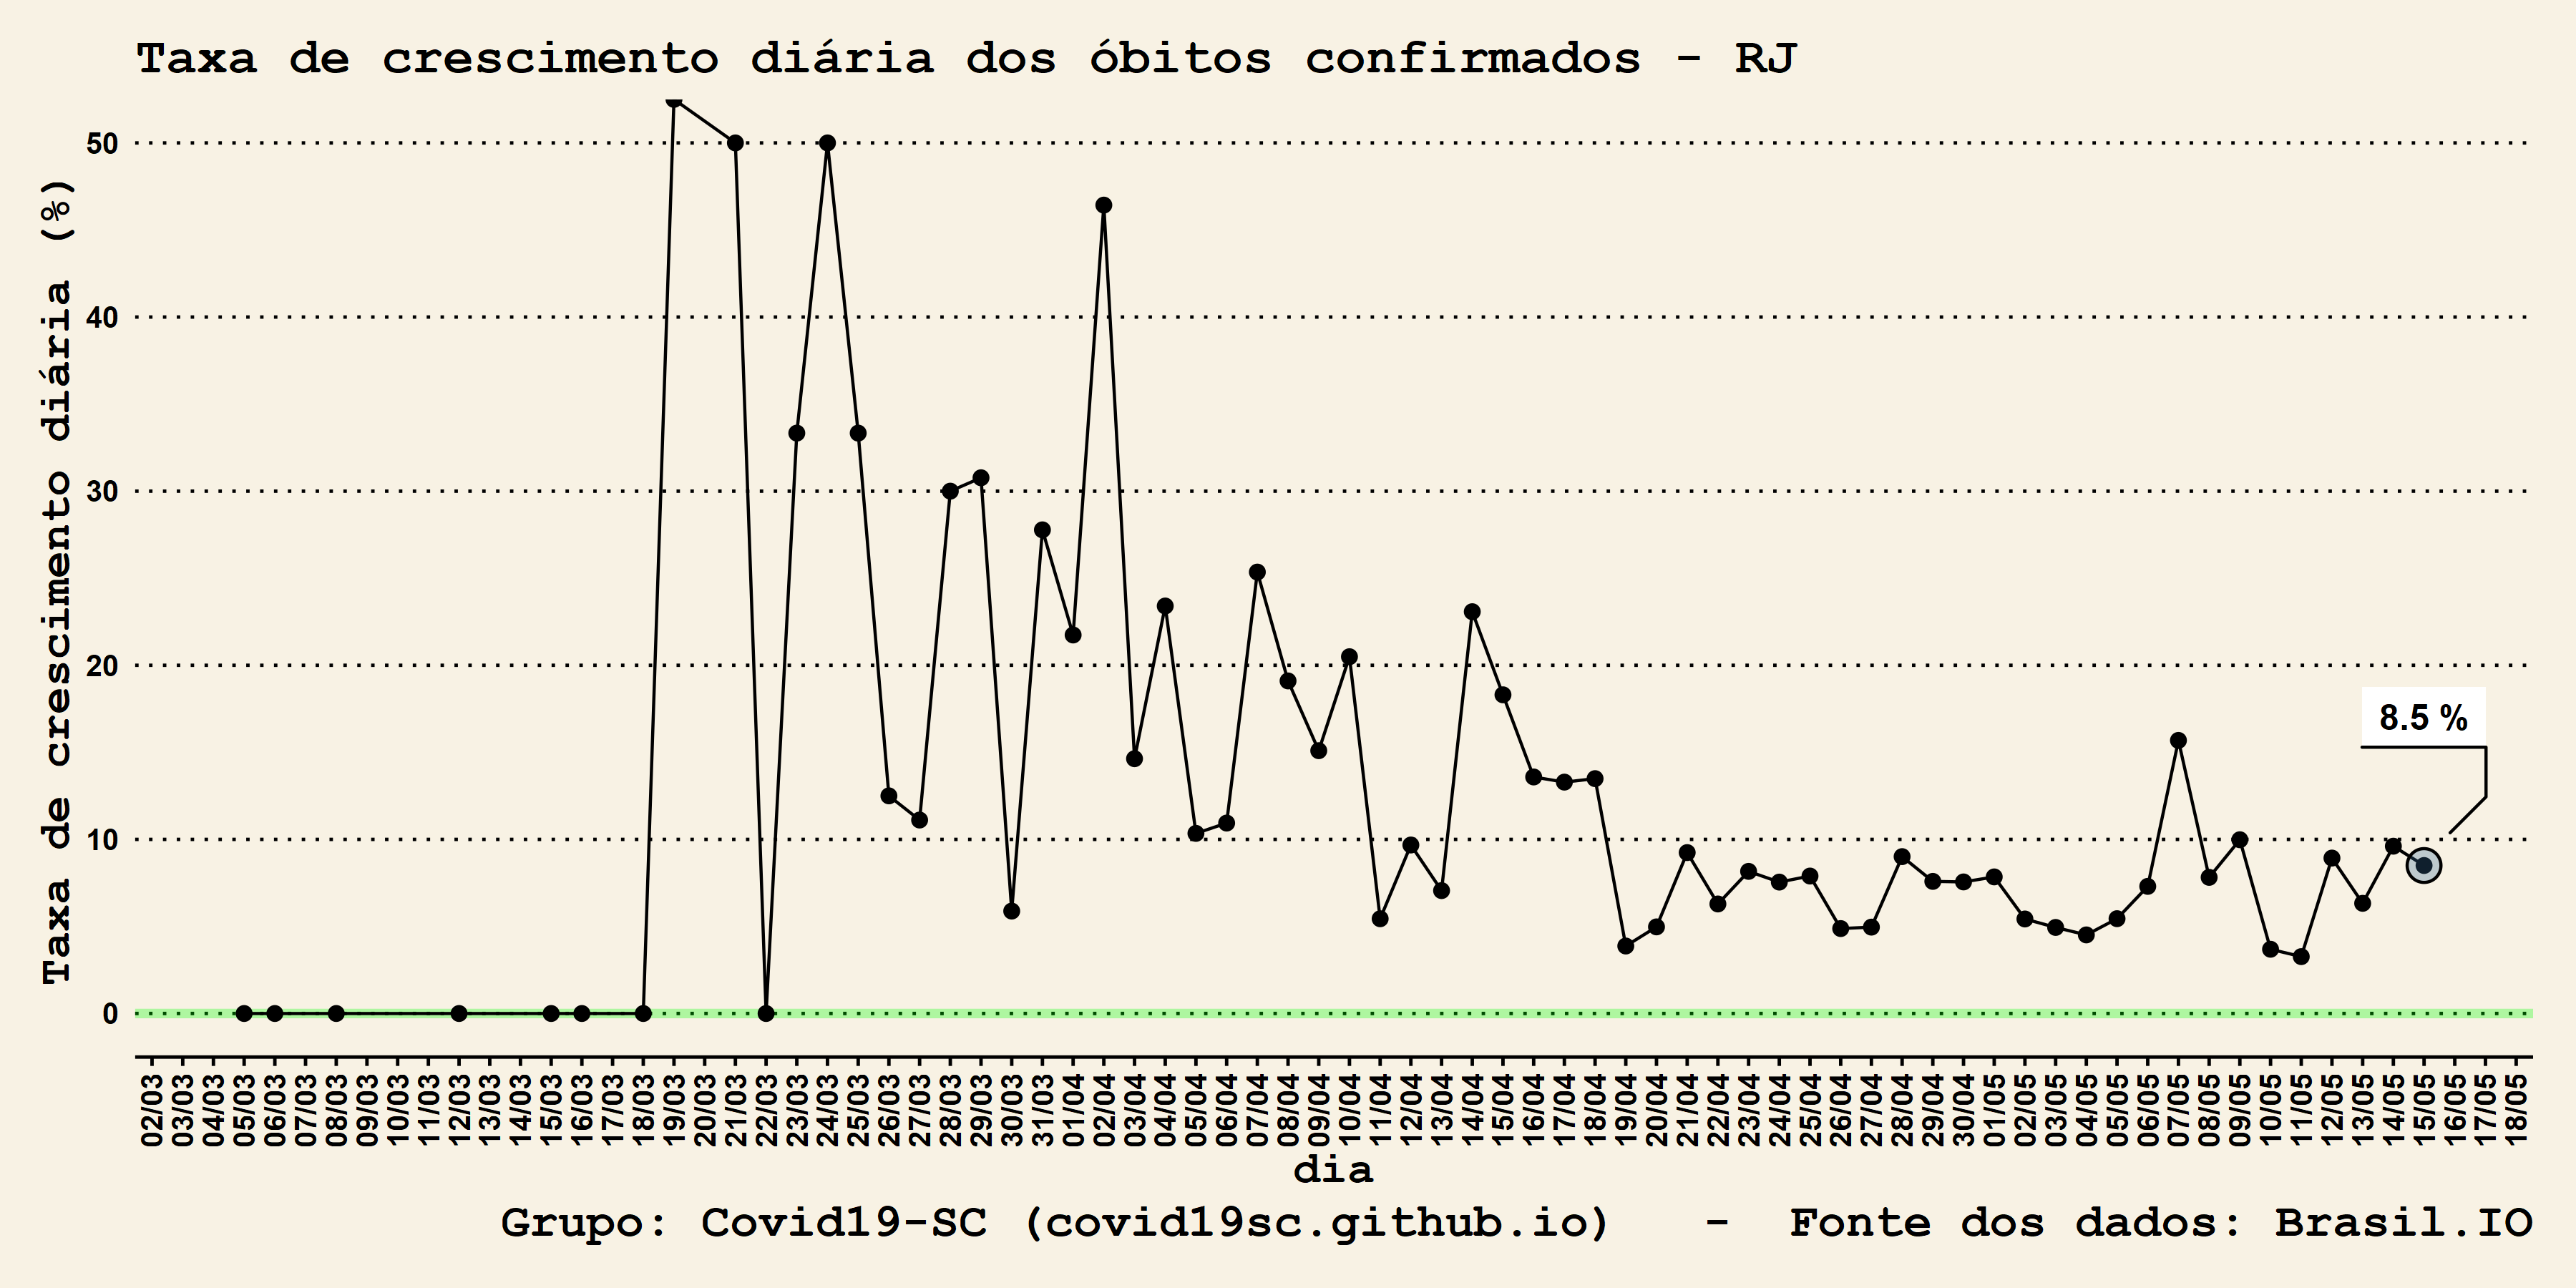 Taxa de crescimento diária dos óbitos confirmados - RJ
Taxa de crescimento diária (%)
50
40
30
20
10
0
8.5 %
02/03 03/03 04/03 05/03 06/03 07/03 08/03 09/03 10/03 11/03 12/03 13/03 14/03 15/03 16/03 17/03 18/03 19/03 20/03 21/03 22/03 23/03 24/03 25/03 26/03 27/03 28/03 29/03 30/03 31/03 01/04 02/04 03/04 04/04 05/04 06/04 07/04 08/04 09/04 10/04 11/04 12/04 13/04 14/04 15/04 16/04 17/04 18/04 19/04 20/04 21/04 22/04 23/04 24/04 25/04 26/04 27/04 28/04 29/04 30/04 01/05 02/05 03/05 04/05 05/05 06/05 07/05 08/05 09/05 10/05 11/05 12/05 13/05 14/05 15/05 16/05 17/05 18/05
dia
Grupo: Covid19-SC (covid19sc.github.io) - Fonte dos dados: Brasil.IO